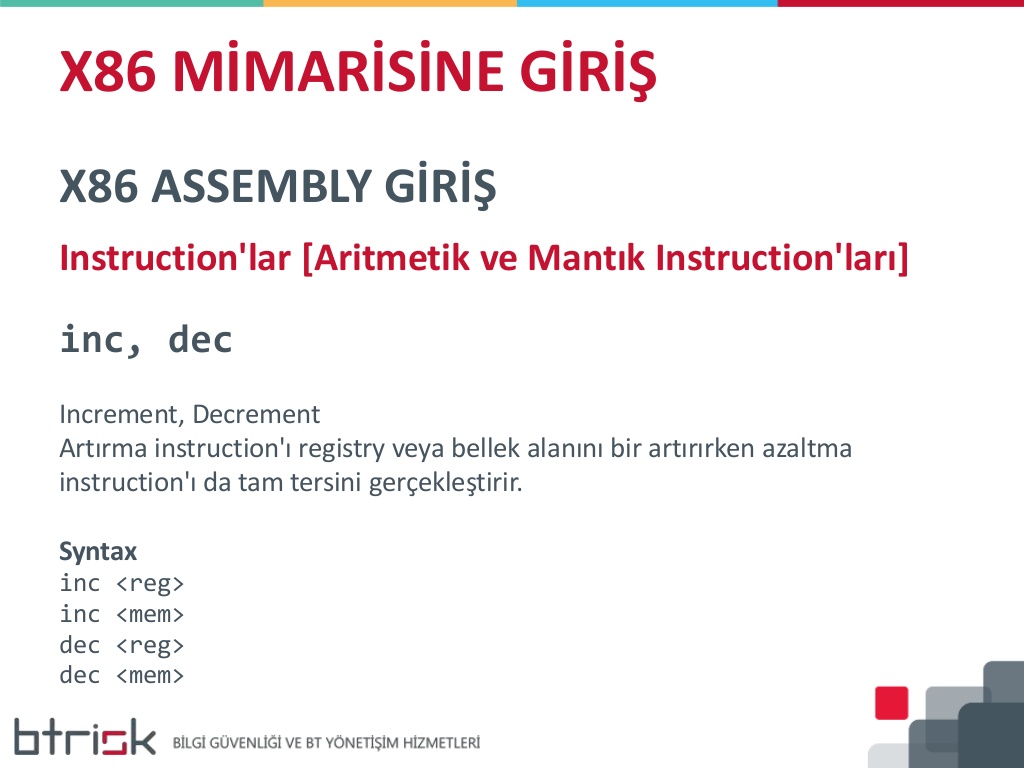 X86 MİMARİSİNE GİRİŞ
X86 ASSEMBLY GİRİŞ
Instruction'lar [Aritmetik ve Mantık Instruction'ları]
inc, dec
Increment, Decrement
Artırma instruction'ı registry veya bellek alanını bir artırırken azaltma
instruction'ı da tam tersini gerçekleştirir.
Syntax
inc <reg>
inc <mem>
dec <reg>
dec <mem>
btrisk BİLGİ GÜVENLİĞİ VE BT YÖNETİŞİM HİZMETLERİ